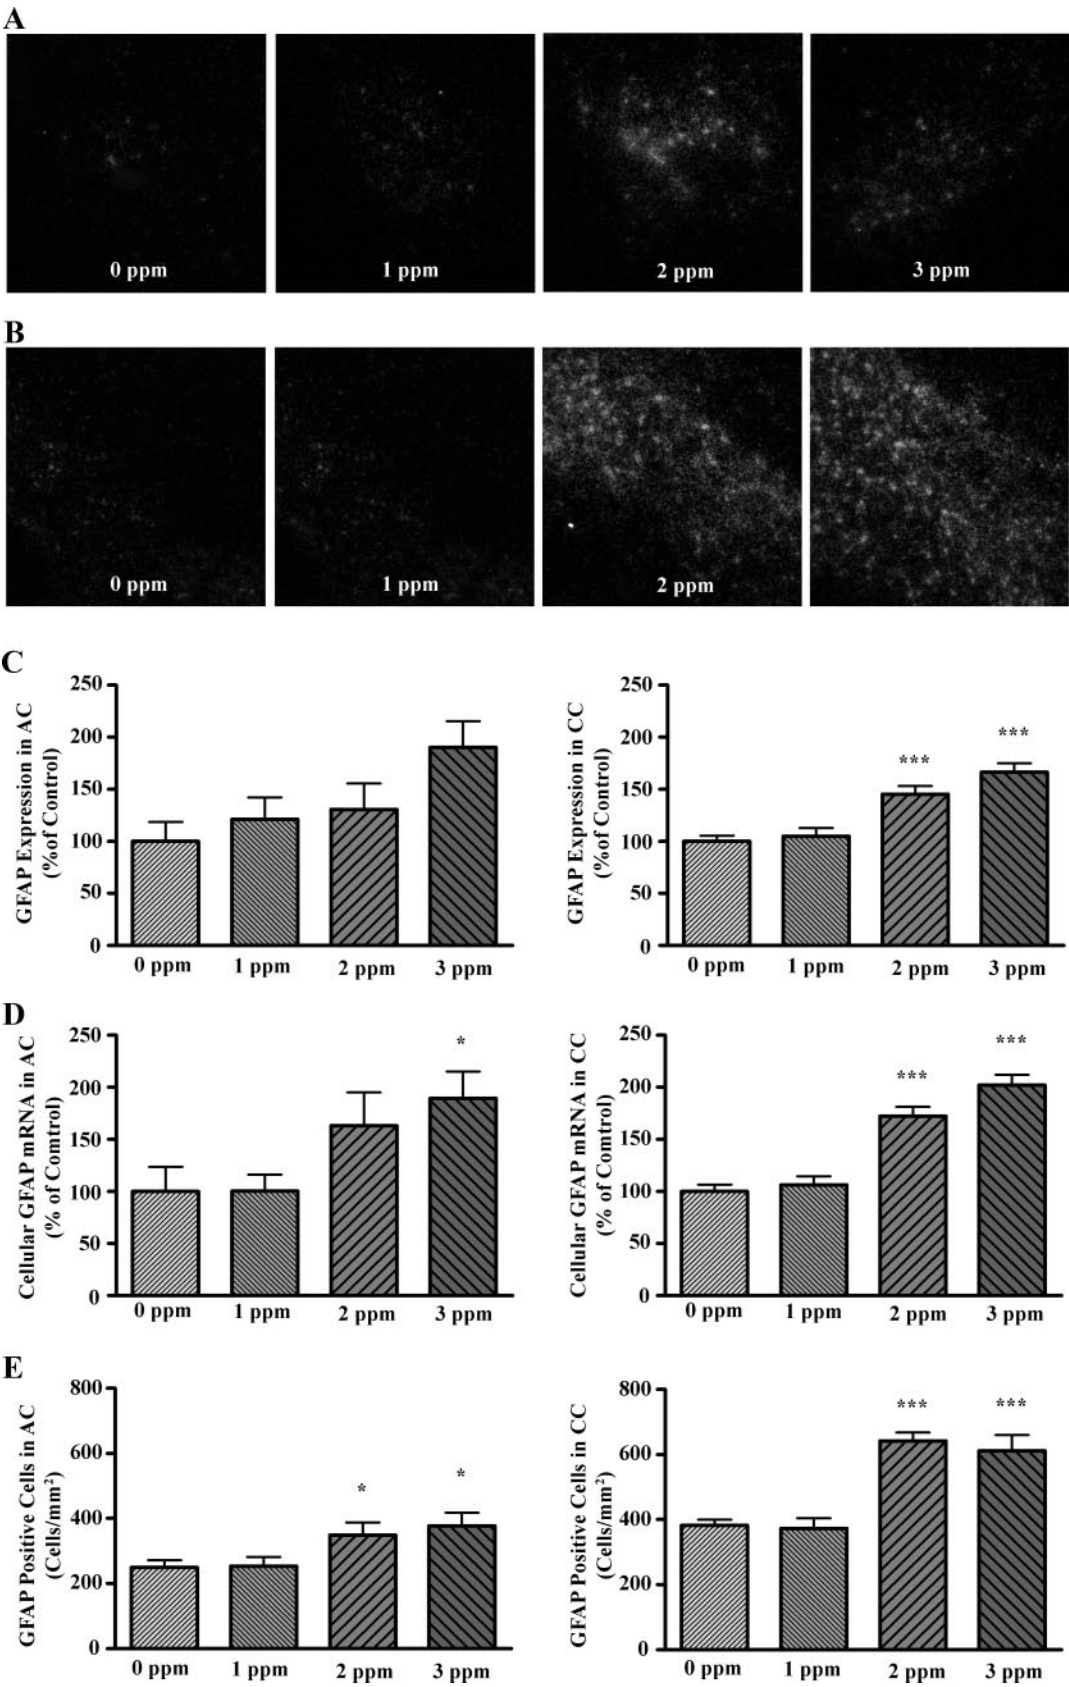 A
0 ppm
1 ppm
2 ppm
3 ppm
B
0 ppm
1 ppm
2 ppm
C
GFAP Expression in AC
(%of Control)
250
200
150
100
50
0
0 ppm
1 ppm
2 ppm
3 ppm
GFAP Expression in CC
(%of Control)
250
200
150
100
50
0
***
***
0 ppm
1 ppm
2 ppm
3 ppm
D
Cellular GFAP mRNA in AC
(% of Comtrol)
250
200
150
100
50
0
*
0 ppm
1 ppm
2 ppm
3 ppm
Cellular GFAP mRNA in CC
(% of Comtrol)
250
200
150
100
50
0
***
***
0 ppm
1 ppm
2 ppm
3 ppm
E
GFAP Positive Cells in AC
(Cells/mm²)
800
600
400
200
0
*
*
0 ppm
1 ppm
2 ppm
3 ppm
GFAP Positive Cells in CC
(Cells/mm²)
800
600
400
200
0
***
***
0 ppm
1 ppm
2 ppm
3 ppm